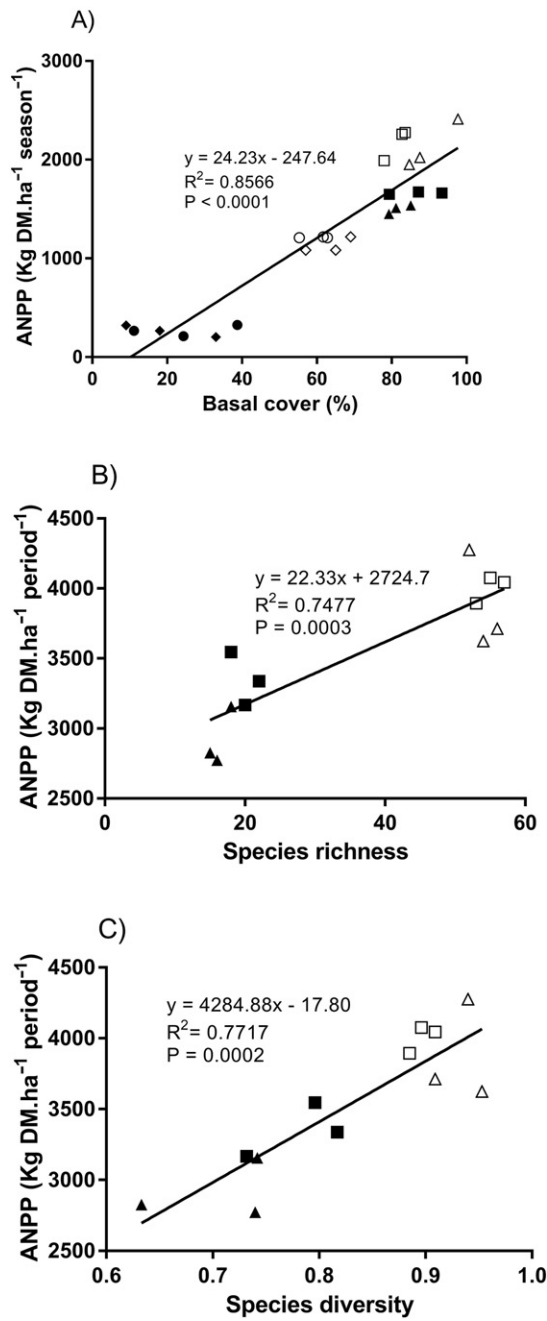 A)
ANPP (Kg DM.ha⁻¹ season⁻¹)
3000
2000
1000
0
y = 24.23x - 247.64
R²= 0.8566
P < 0.0001
0 20 40 60 80 100
Basal cover (%)
B)
ANPP (Kg DM.ha⁻¹ period⁻¹)
4500
4000
3500
3000
2500
y = 22.33x + 2724.7
R²= 0.7477
P = 0.0003
0 20 40 60
Species richness
C)
ANPP (Kg DM.ha⁻¹ period⁻¹)
4500
4000
3500
3000
2500
y = 4284.88x - 17.80
R²= 0.7717
P = 0.0002
0.6 0.7 0.8 0.9 1.0
Species diversity